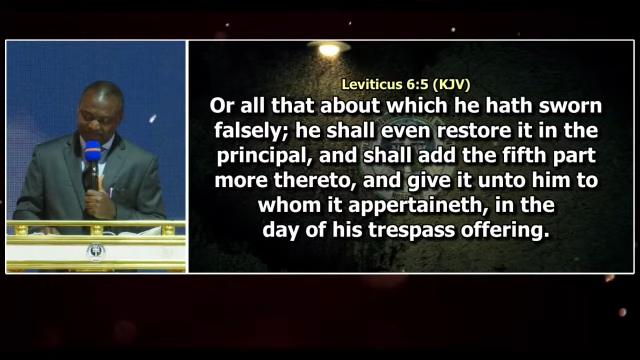 Leviticus 6:5 (KJV)
Or all that about which he hath sworn
falsely; he shall even restore it in the
principal, and shall add the fifth part
more thereto, and give it unto him to
whom it appertaineth, in the
day of his trespass offering.